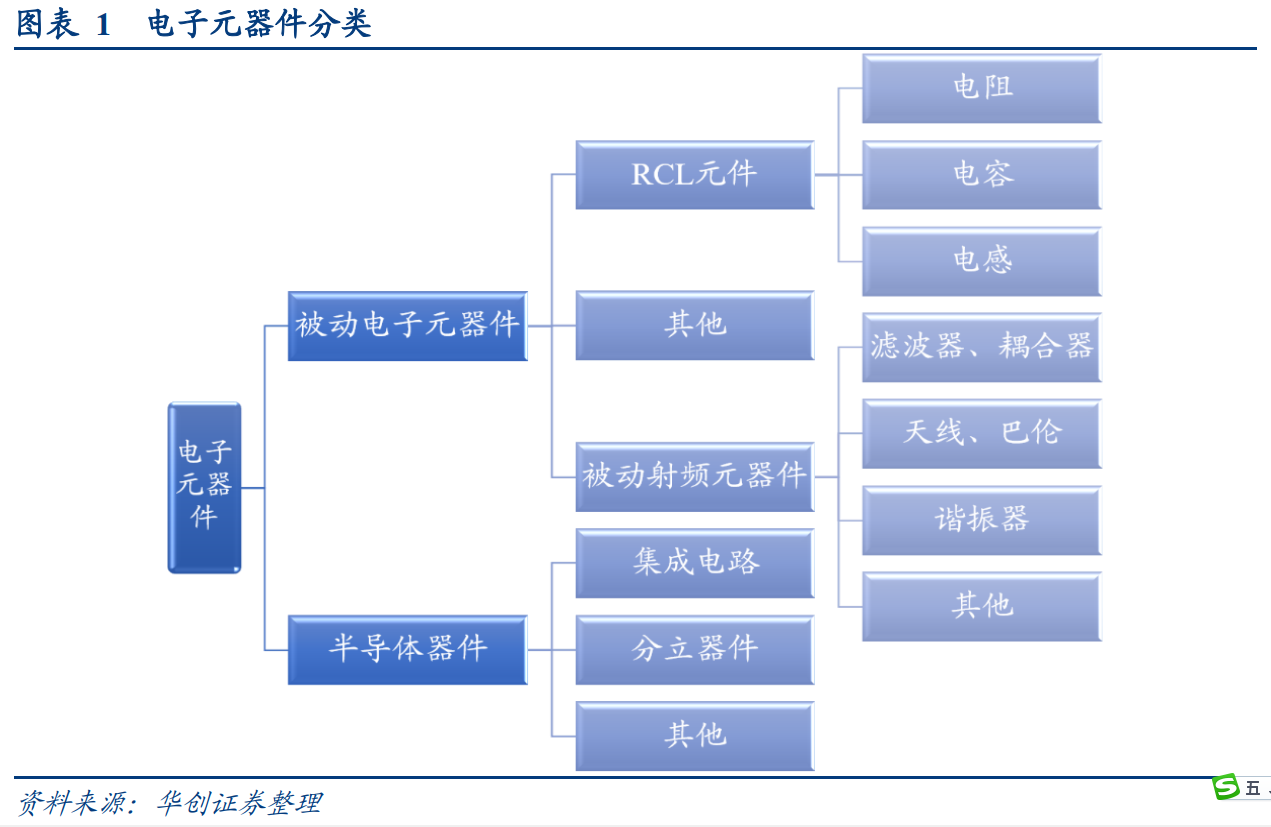 图表 1 电子元器件分类
电子
元器
件
被动电子元器件
RCL元件
电阻
电容
电感
其他
被动射频元器件
滤波器、耦合器
天线、巴伦
谐振器
其他
半导体器件
集成电路
分立器件
其他
资料来源：华创证券整理
S 五